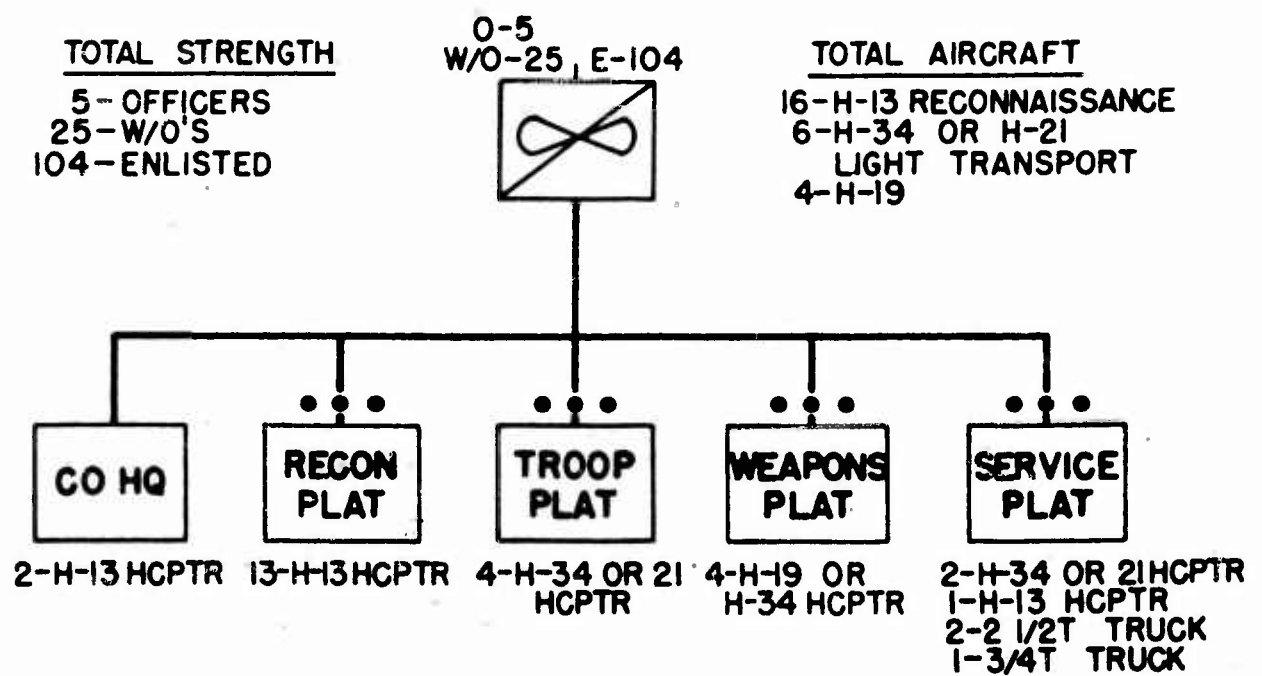 TOTAL STRENGTH
5-OFFICERS
25-W/O'S
104-ENLISTED
O-5
W/O-25, E-104
TOTAL AIRCRAFT
16-H-13 RECONNAISSANCE
6-H-34 OR H-21
LIGHT TRANSPORT
4-H-19
CO HQ
2-H-13 HCPTR
RECON
PLAT
13-H-13 HCPTR
TROOP
PLAT
4-H-34 OR 21
HCPTR
WEAPONS
PLAT
4-H-19 OR
H-34 HCPTR
SERVICE
PLAT
2-H-34 OR 21 HCPTR
1-H-13 HCPTR
2-2 1/2T TRUCK
1-3/4T TRUCK